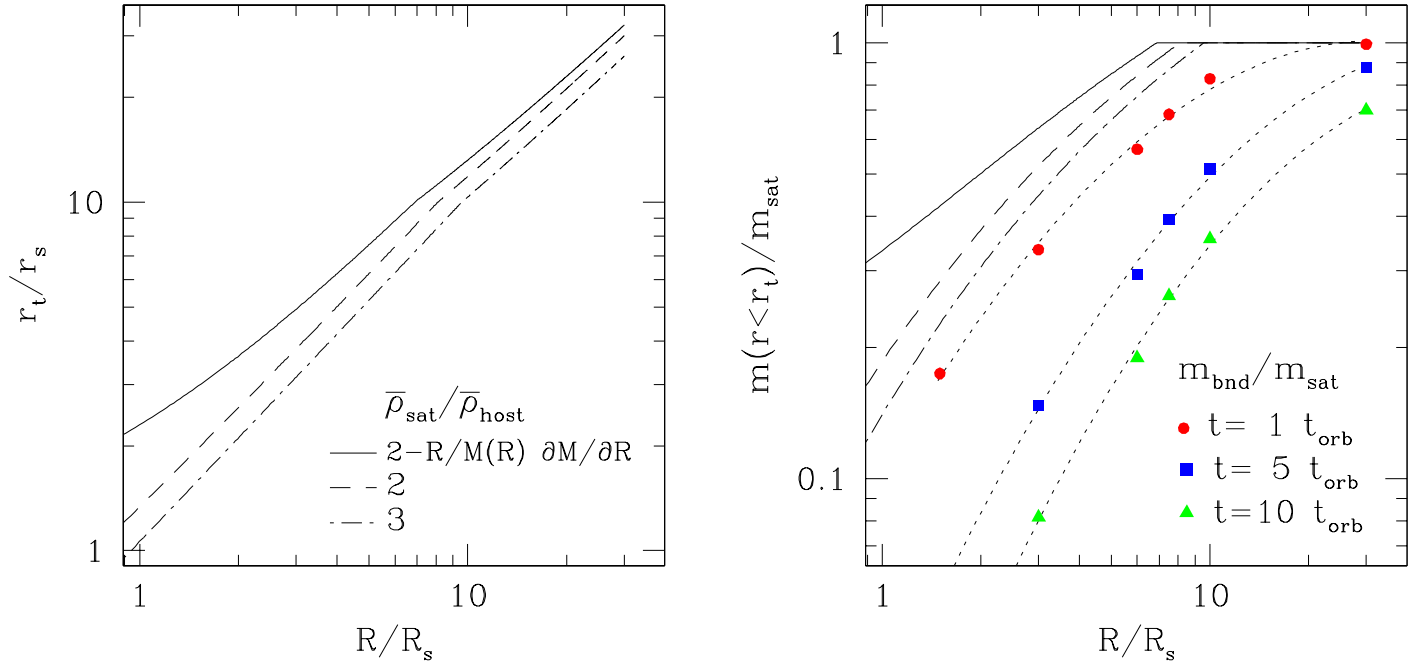 10
1
r_t/r_s
ρ̅_sat/ρ̅_host
2-R/M(R) ∂M/∂R
2
3
1
10
R/R_s
1
0.1
m(r<r_t)/m_sat
m_bnd/m_sat
t= 1 t_orb
t= 5 t_orb
t=10 t_orb
1
10
R/R_s